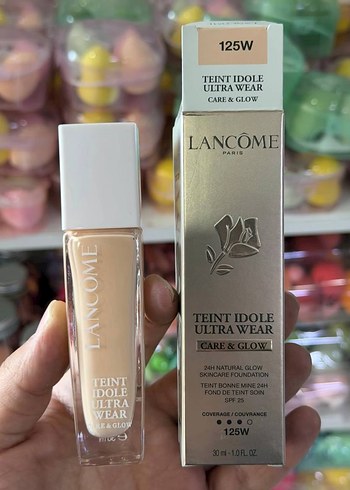 125W
TEINT IDOLE
ULTRA WEAR
CARE & GLOW
LANCÔME
PARIS
TEINT IDOLE
ULTRA WEAR
CARE & GLOW
24H NATURAL GLOW
SKINCARE FOUNDATION
TEINT BONNE MINE 24H
FOND DE TEINT SOIN
SPF 25
COVERAGE / COUVRANCE
125W
30 ml - 1.0 FL. OZ.
LANCÔME
TEINT
IDOLE
ULTRA
WEAR
CARE & GLOW